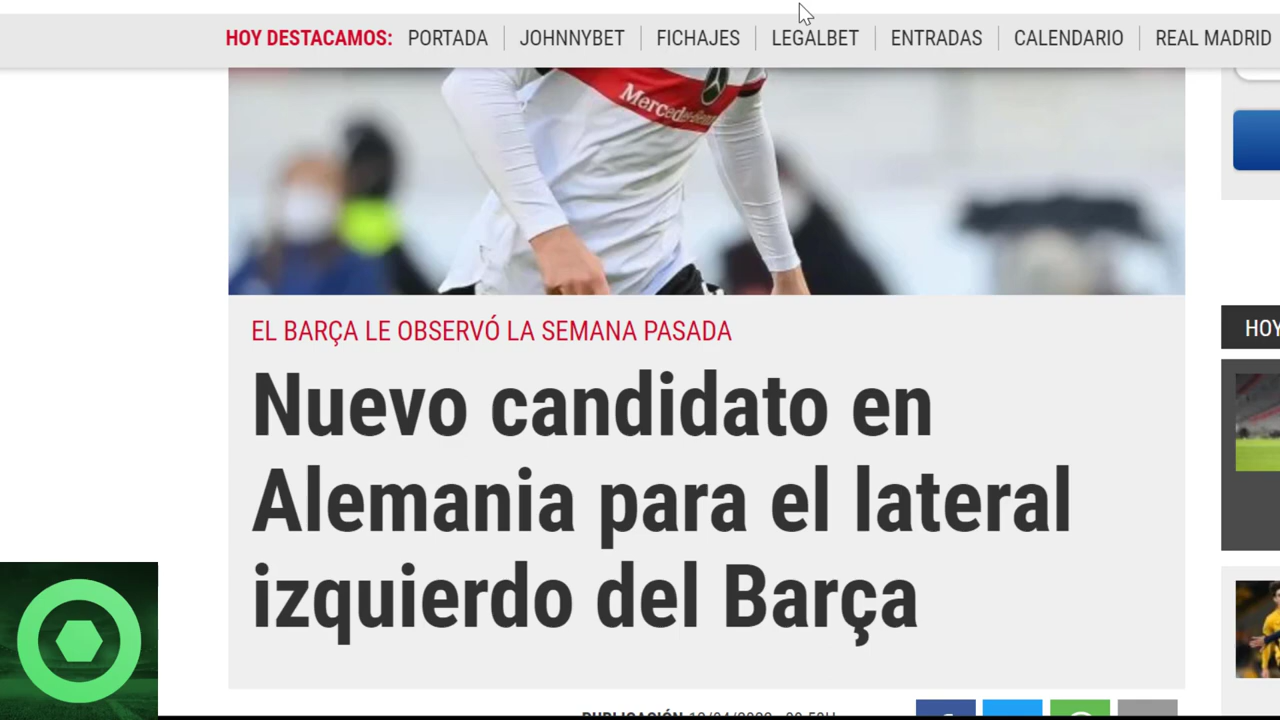 HOY DESTACAMOS: PORTADA JOHNNYBET FICHAJES LEGALBET ENTRADAS CALENDARIO REAL MADRID
Mercedes-Benz
EL BARÇA LE OBSERVÓ LA SEMANA PASADA
HOY
Nuevo candidato en
Alemania para el lateral
izquierdo del Barça